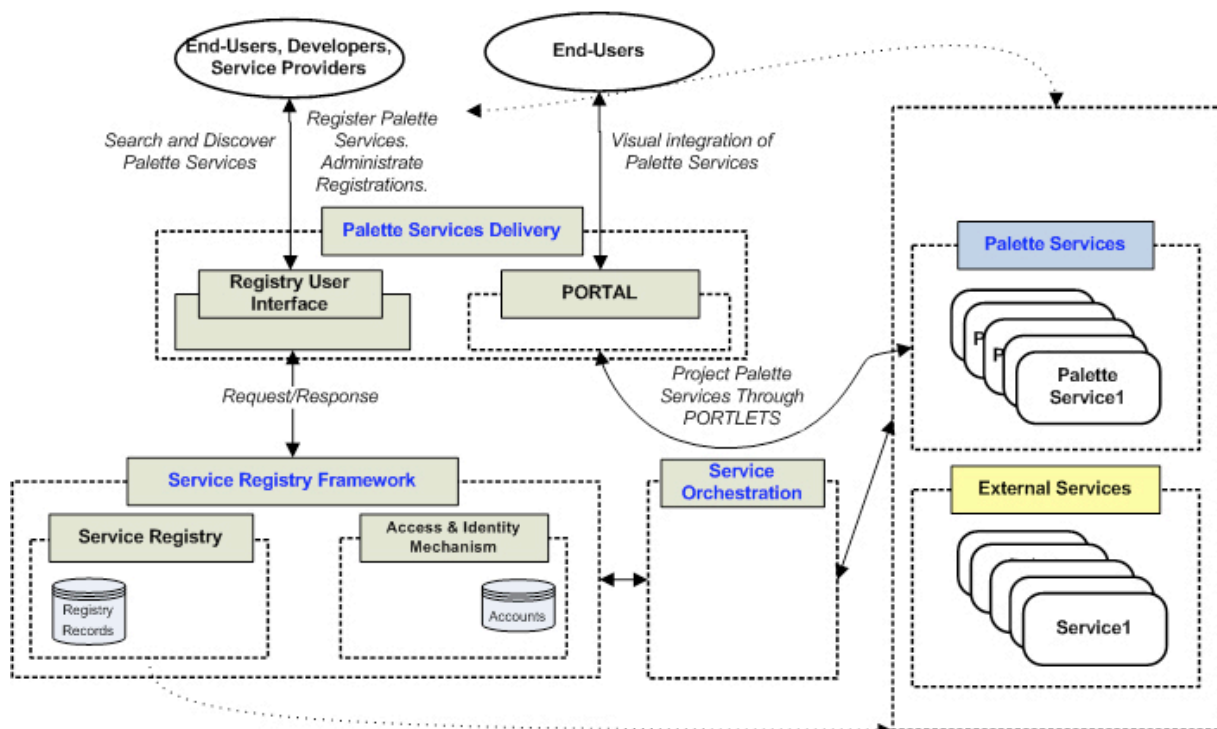 End-Users, Developers,
Service Providers
End-Users
Search and Discover
Palette Services
Register Palette
Services.
Administrate
Registrations.
Visual integration of
Palette Services
Palette Services Delivery
Registry User
Interface
PORTAL
Palette Services
P
P
Palette
Service1
Request/Response
Project Palette
Services Through
PORTLETS
Service Registry Framework
Service
Orchestration
External Services
Service Registry
Access & Identity
Mechanism
Registry
Records
Accounts
Service1